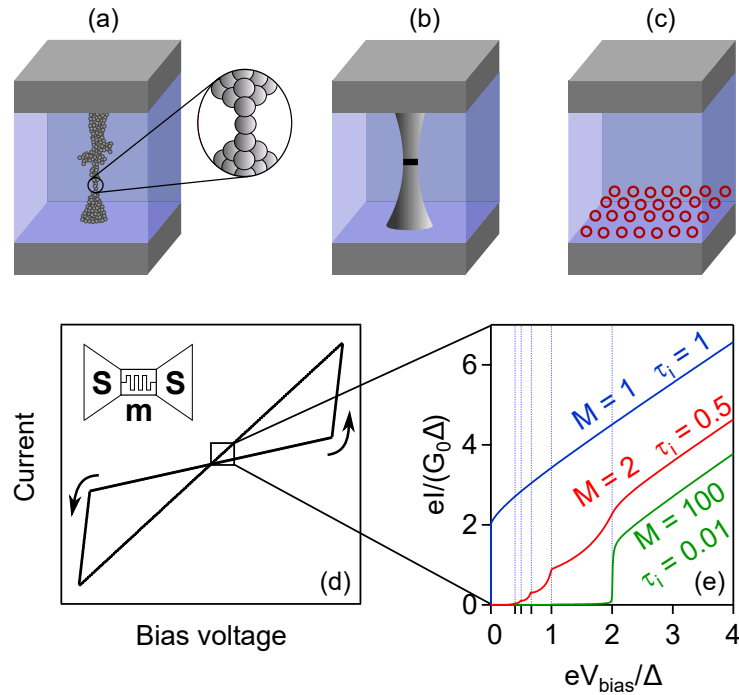 (a)
(b)
(c)
S S
m
Current
Bias voltage
(d)
eI/(G₀Δ)
6
4
2
0
M = 1 τᵢ = 1
M = 2 τᵢ = 0.5
M = 100
τᵢ = 0.01
(e)
0 1 2 3 4
eV_bias/Δ